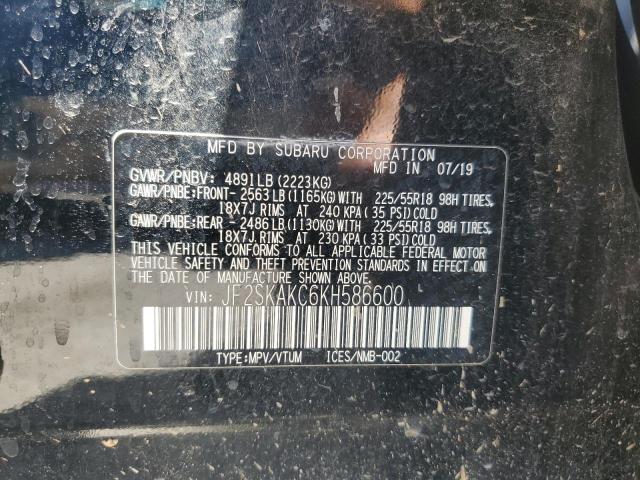 MFD BY SUBARU CORPORATION
MFD IN 07/19
GVWR/PNBV: 4891LB (2223KG)
GAWR/PNBE:FRONT- 2563LB (1165KG) WITH 225/55R18 98H TIRES,
18X7J RIMS AT 240 KPA (35 PSI) COLD
GAWR/PNBE:REAR - 2486LB (1130KG) WITH 225/55R18 98H TIRES,
18X7J RIMS AT 230 KPA (33 PSI) COLD
THIS VEHICLE CONFORMS TO ALL APPLICABLE FEDERAL MOTOR
VEHICLE SAFETY AND THEFT PREVENTION STANDARDS IN EFFECT ON
THE DATE OF MANUFACTURE SHOWN ABOVE.
VIN: JF2SKAKC6KH586600
TYPE:MPV/VTUM ICES/NMB-002